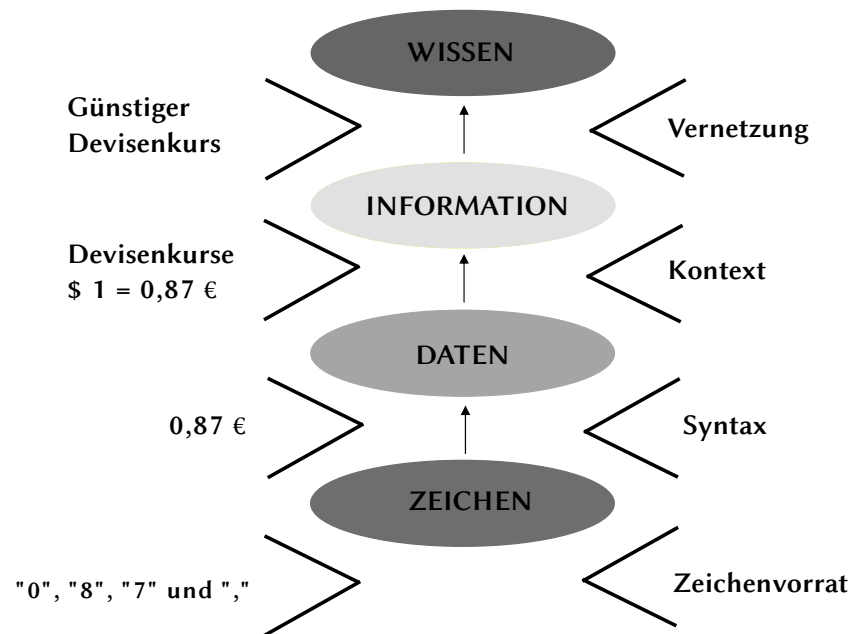 WISSEN
Günstiger
Devisenkurs
Vernetzung
INFORMATION
Devisenkurse
$ 1 = 0,87 €
Kontext
DATEN
0,87 €
Syntax
ZEICHEN
"0", "8", "7" und ","
Zeichenvorrat